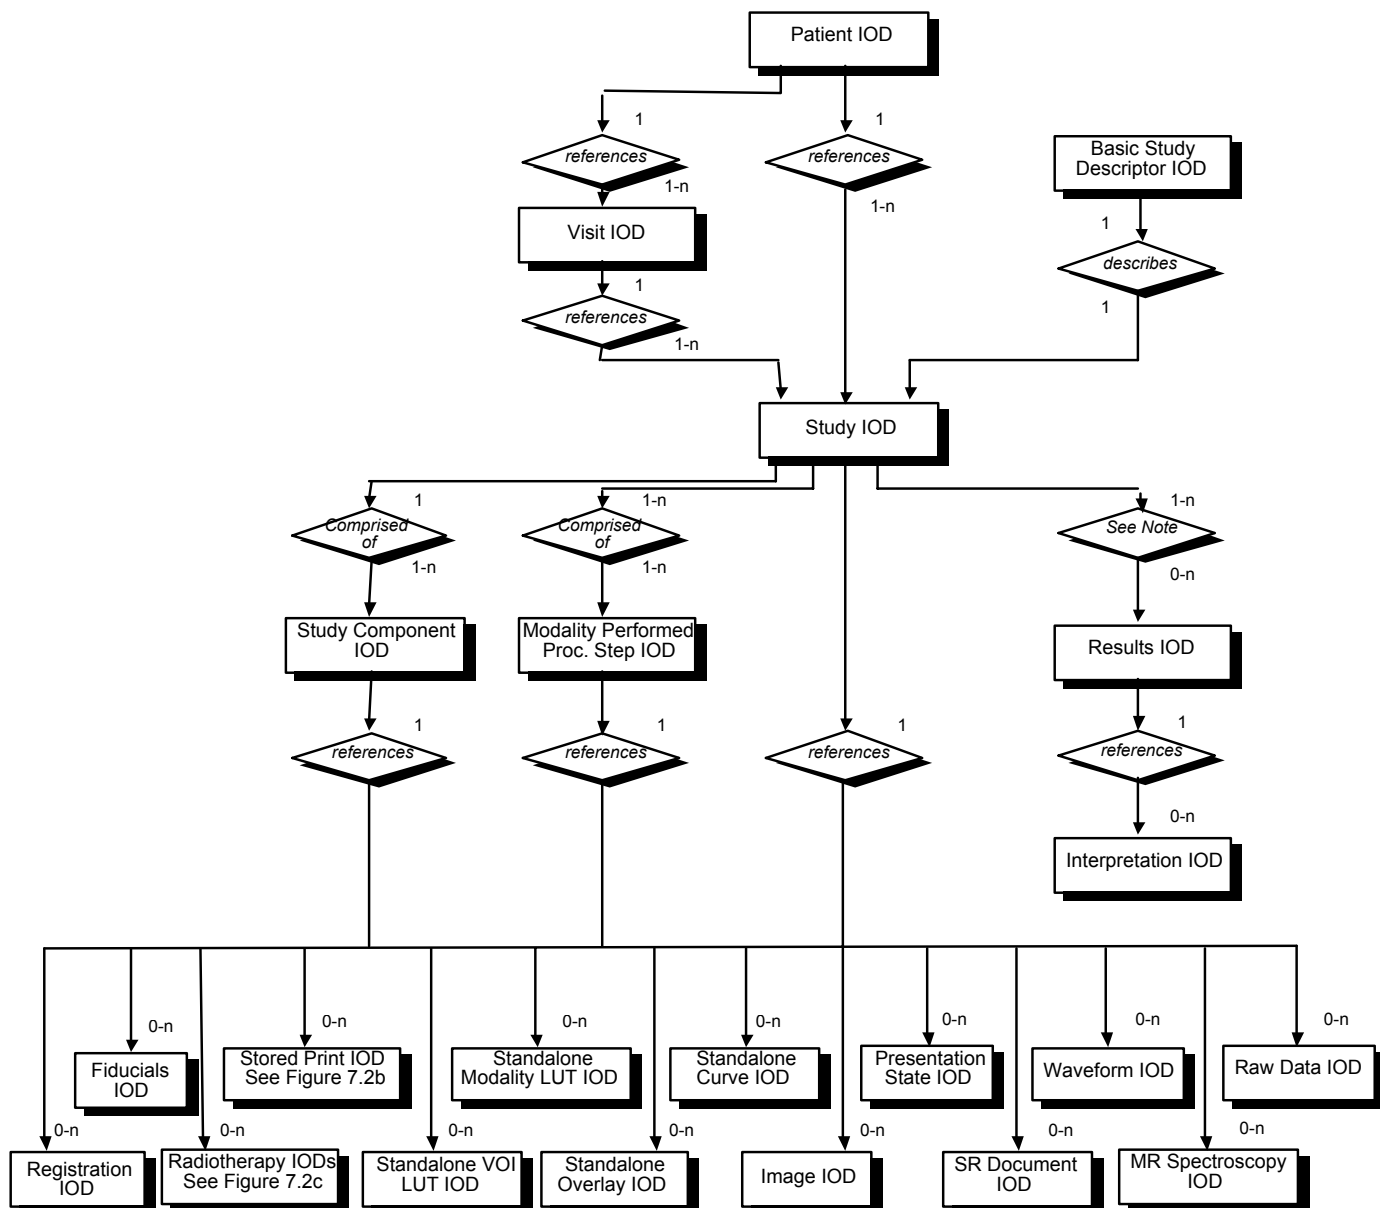 Patient IOD
1
1
references
references
Basic Study
Descriptor IOD
1-n
1-n
Visit IOD
1
describes
1
references
1
1-n
Study IOD
1
1-n
1-n
Comprised
of
Comprised
of
See Note
1-n
1-n
0-n
Study Component
IOD
Modality Performed
Proc. Step IOD
Results IOD
1
1
1
1
references
references
references
references
0-n
Interpretation IOD
0-n
0-n
0-n
0-n
0-n
0-n
0-n
Fiducials
IOD
Stored Print IOD
See Figure 7.2b
Standalone
Modality LUT IOD
Standalone
Curve IOD
Presentation
State IOD
Waveform IOD
Raw Data IOD
0-n
0-n
0-n
0-n
0-n
0-n
0-n
Registration
IOD
Radiotherapy IODs
See Figure 7.2c
Standalone VOI
LUT IOD
Standalone
Overlay IOD
Image IOD
SR Document
IOD
MR Spectroscopy
IOD